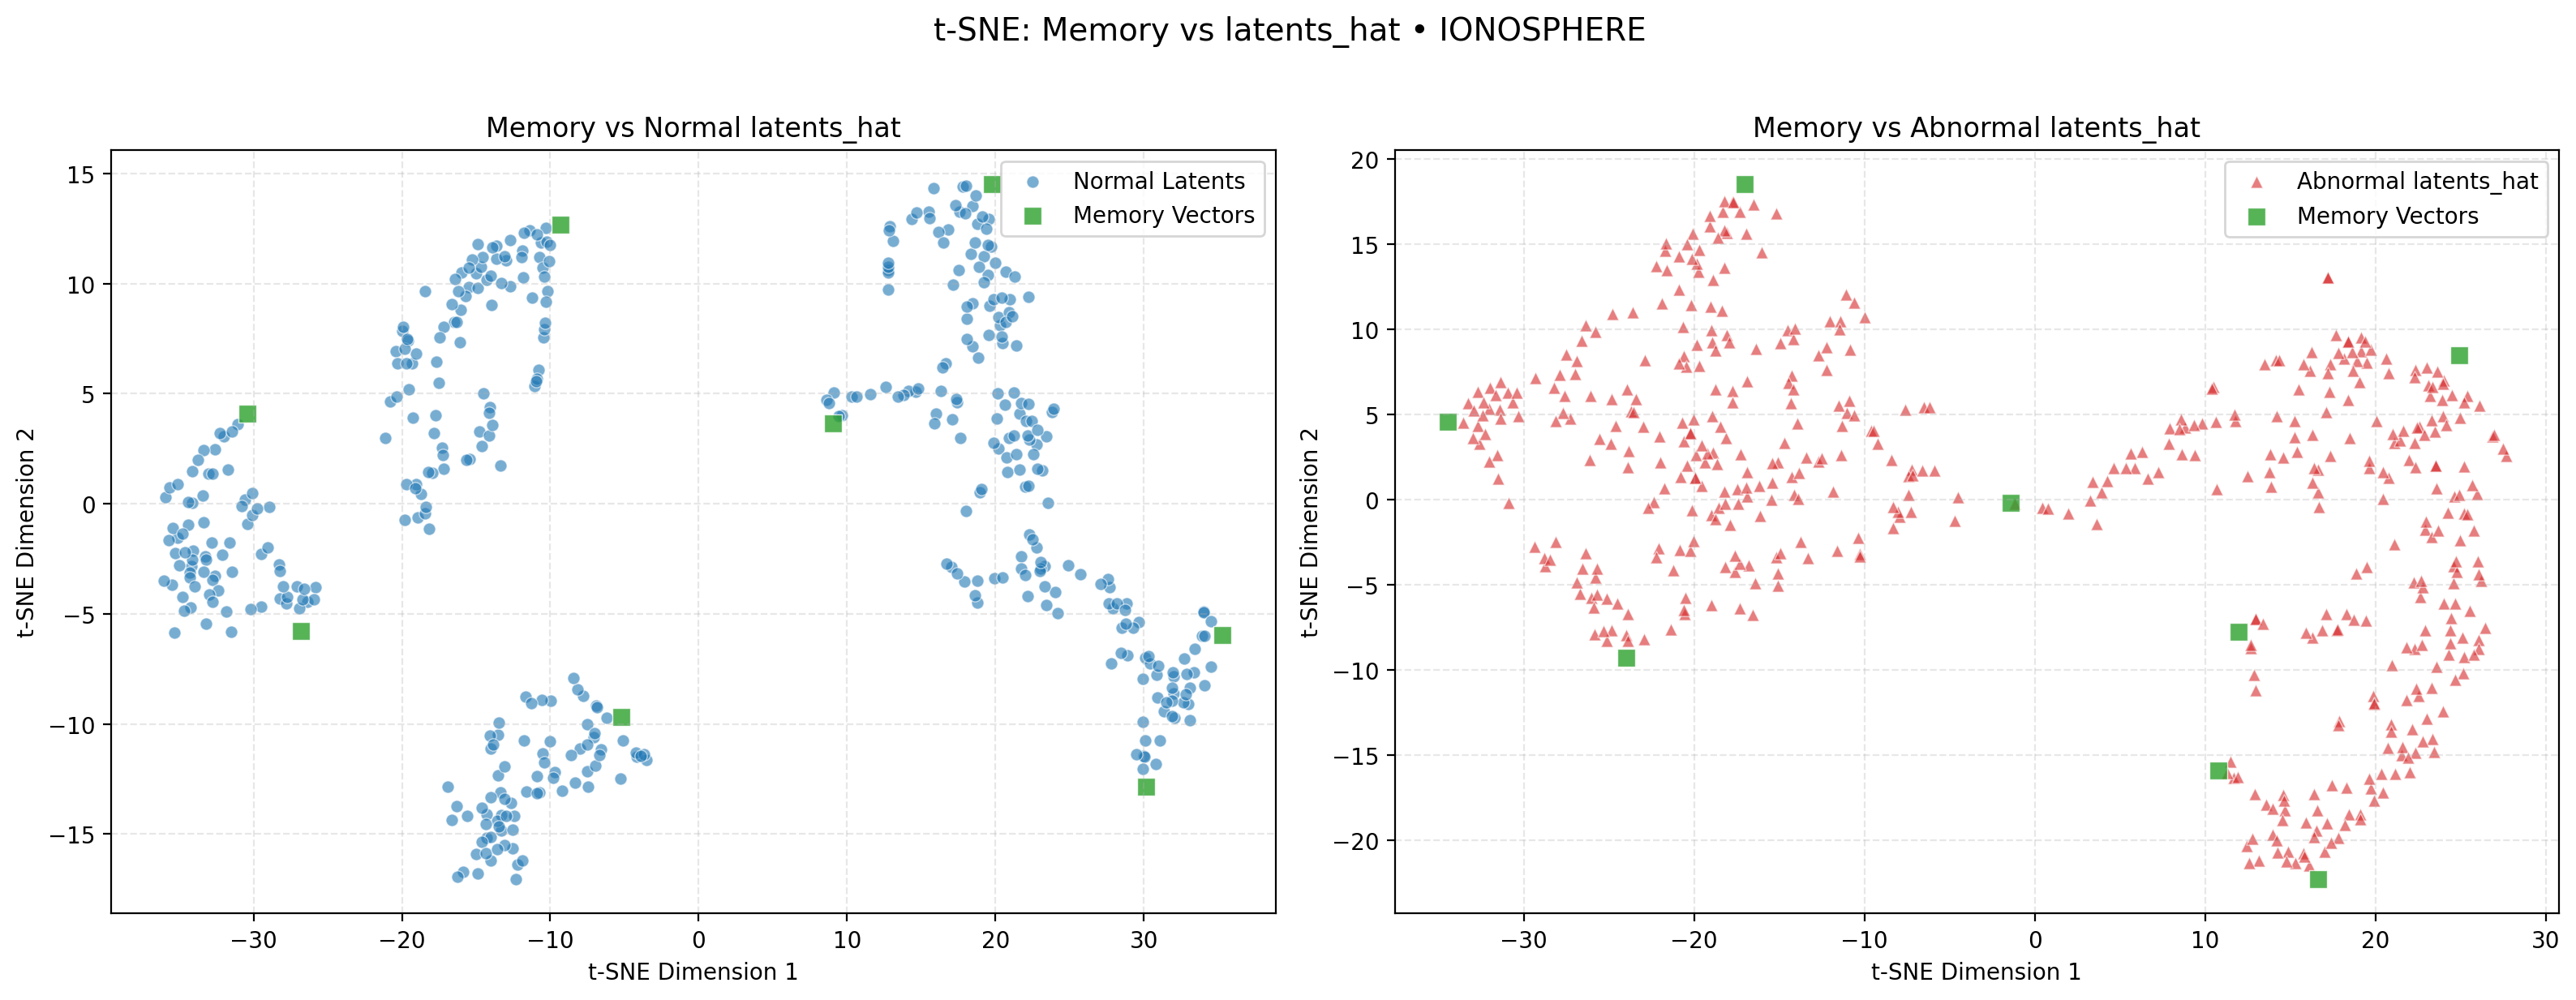 t-SNE: Memory vs latents_hat • IONOSPHERE
Memory vs Normal latents_hat
Normal Latents
Memory Vectors
15
10
5
0
−5
−10
−15
t-SNE Dimension 2
−30 −20 −10 0 10 20 30
t-SNE Dimension 1
Memory vs Abnormal latents_hat
Abnormal latents_hat
Memory Vectors
20
15
10
5
0
−5
−10
−15
−20
t-SNE Dimension 2
−30 −20 −10 0 10 20 30
t-SNE Dimension 1